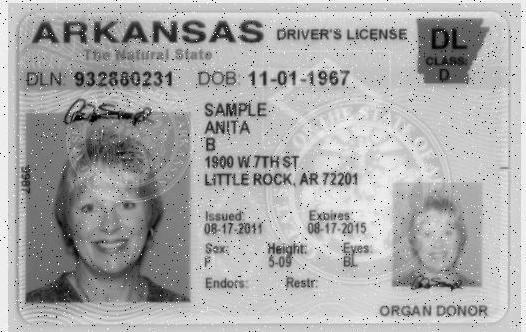 ARKANSAS DRIVER'S LICENSE
The Natural State
DL
CLASS:
D
DLN: 932880231 DOB: 11-01-1967
SAMPLE
ANITA
B
1900 W.7TH ST
LITTLE ROCK, AR 72201
Issued: Expires:
08-17-2011 08-17-2015
Sex: Height: Eyes:
F 5-09 BL
Endors: Restr:
ORGAN DONOR